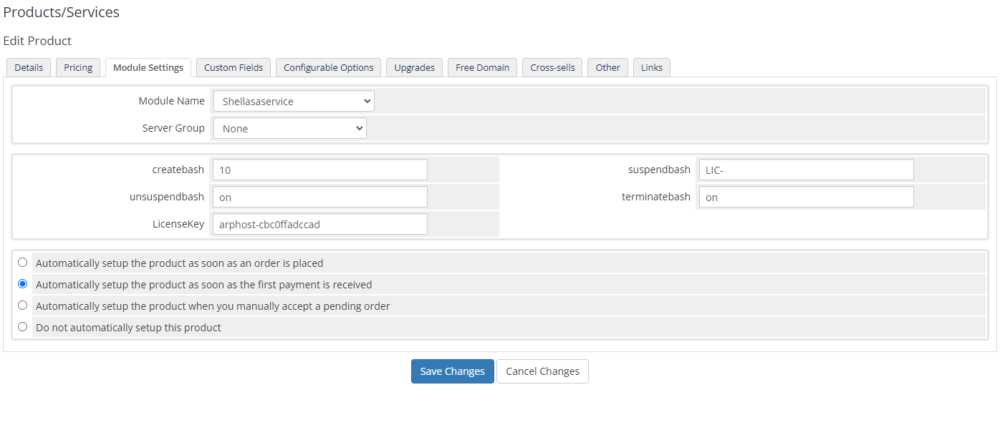 Products/Services
Edit Product
Details Pricing Module Settings Custom Fields Configurable Options Upgrades Free Domain Cross-sells Other Links
Module Name Shellasaservice
Server Group None
createbash 10 suspendbash LIC-
unsuspendbash on terminatebash on
LicenseKey arphost-cbc0ffadccad
Automatically setup the product as soon as an order is placed
Automatically setup the product as soon as the first payment is received
Automatically setup the product when you manually accept a pending order
Do not automatically setup this product
Save Changes Cancel Changes